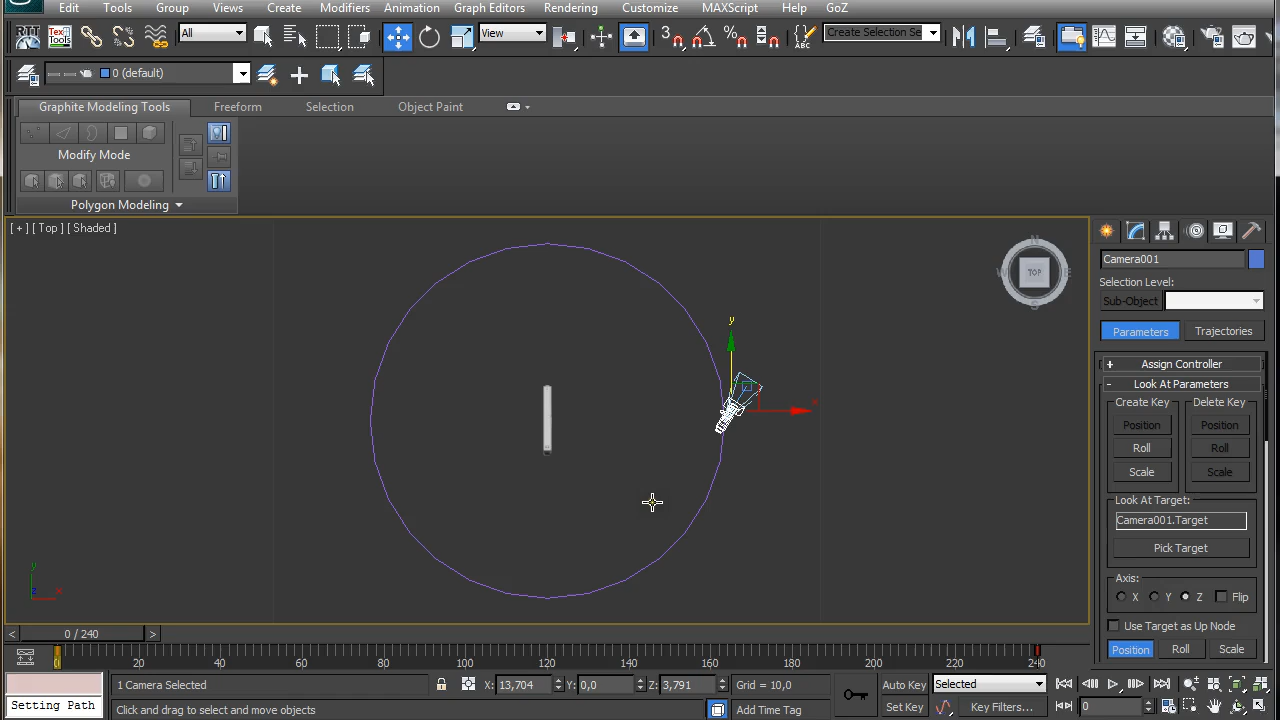 Edit Tools Group Views Create Modifiers Animation Graph Editors Rendering Customize MAXScript Help GoZ
All View Create Selection Se
0 (default)
Graphite Modeling Tools Freeform Selection Object Paint
Modify Mode
Polygon Modeling
[ + ] [ Top ] [ Shaded ]
N
W TOP E
S
y
x
y
z x
Camera001
Selection Level:
Sub-Object
Parameters Trajectories
+ Assign Controller
- Look At Parameters
Create Key Delete Key
Position Position
Roll Roll
Scale Scale
Look At Target:
Camera001.Target
Pick Target
Axis:
X Y Z Flip
Use Target as Up Node
Position Roll Scale
< 0 / 240 >
0 20 40 60 80 100 120 140 160 180 200 220 240
1 Camera Selected X: 13,704 Y: 0,0 Z: 3,791 Grid = 10,0 Auto Key Selected
Setting Path Click and drag to select and move objects Add Time Tag Set Key Key Filters... 0